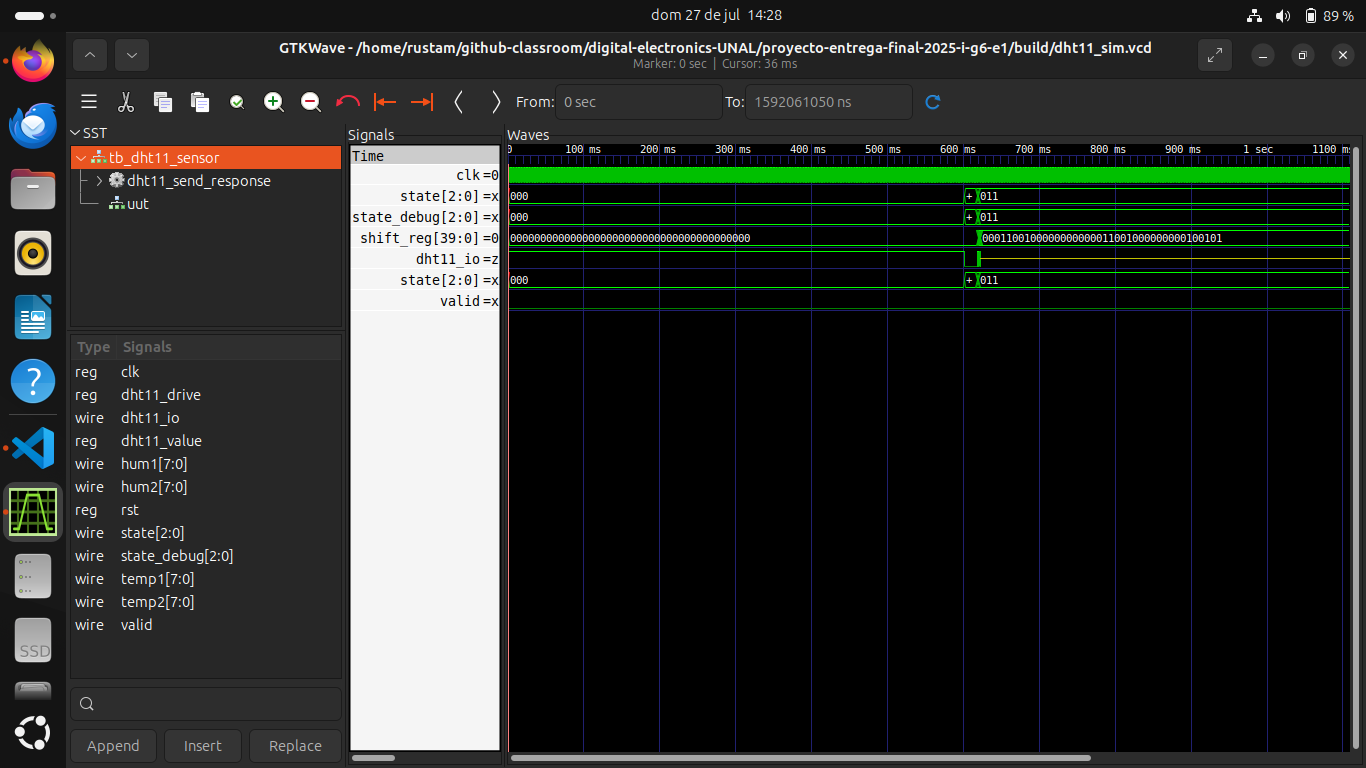 dom 27 de jul 14:28
89 %
GTKWave - /home/rustam/github-classroom/digital-electronics-UNAL/proyecto-entrega-final-2025-i-g6-e1/build/dht11_sim.vcd
Marker: 0 sec | Cursor: 36 ms
From: 0 sec To: 1592061050 ns
SST
tb_dht11_sensor
dht11_send_response
uut
Type Signals
reg clk
reg dht11_drive
wire dht11_io
reg dht11_value
wire hum1[7:0]
wire hum2[7:0]
reg rst
wire state[2:0]
wire state_debug[2:0]
wire temp1[7:0]
wire temp2[7:0]
wire valid
Append Insert Replace
Signals
Time
clk=0
state[2:0]=x
state_debug[2:0]=x
shift_reg[39:0]=0
dht11_io=z
state[2:0]=x
valid=x
Waves
0 100 ms 200 ms 300 ms 400 ms 500 ms 600 ms 700 ms 800 ms 900 ms 1 sec 1100 ms
000 + 011
000 + 011
000 + 011
SSD